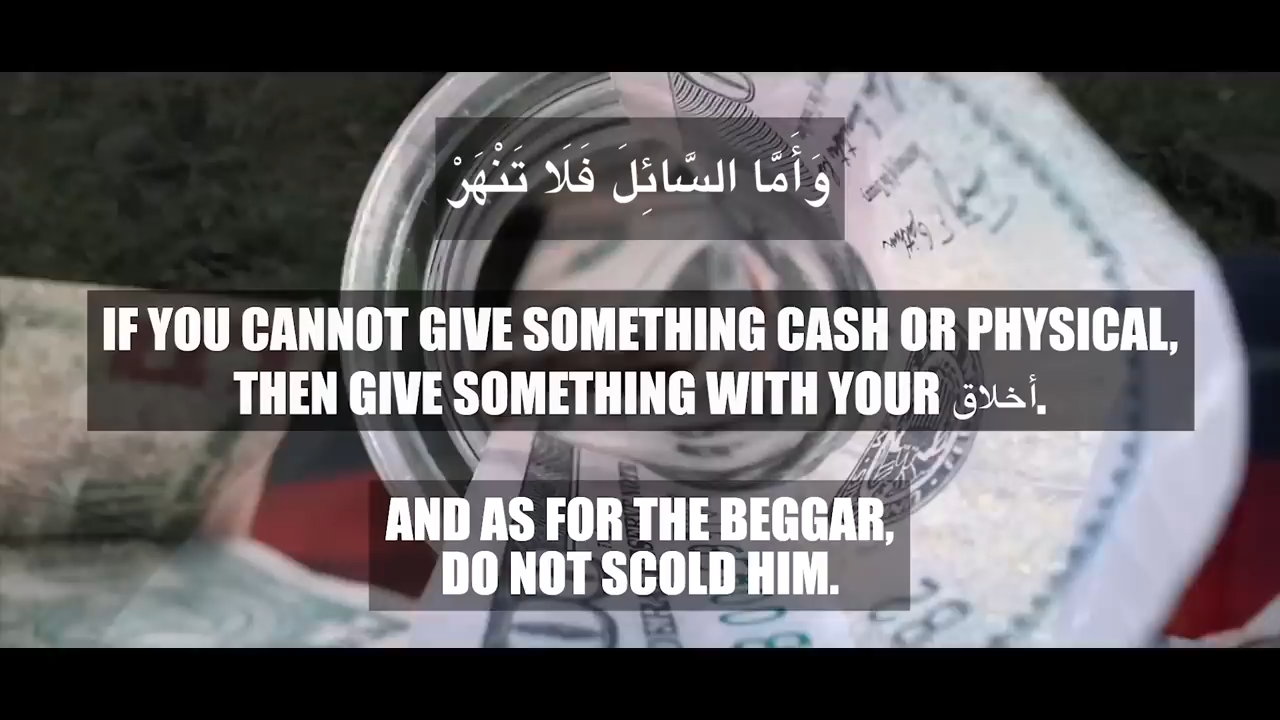 وَأَمَّا السَّائِلَ فَلَا تَنْهَرْ
IF YOU CANNOT GIVE SOMETHING CASH OR PHYSICAL,
THEN GIVE SOMETHING WITH YOUR أخلاق.
AND AS FOR THE BEGGAR,
DO NOT SCOLD HIM.